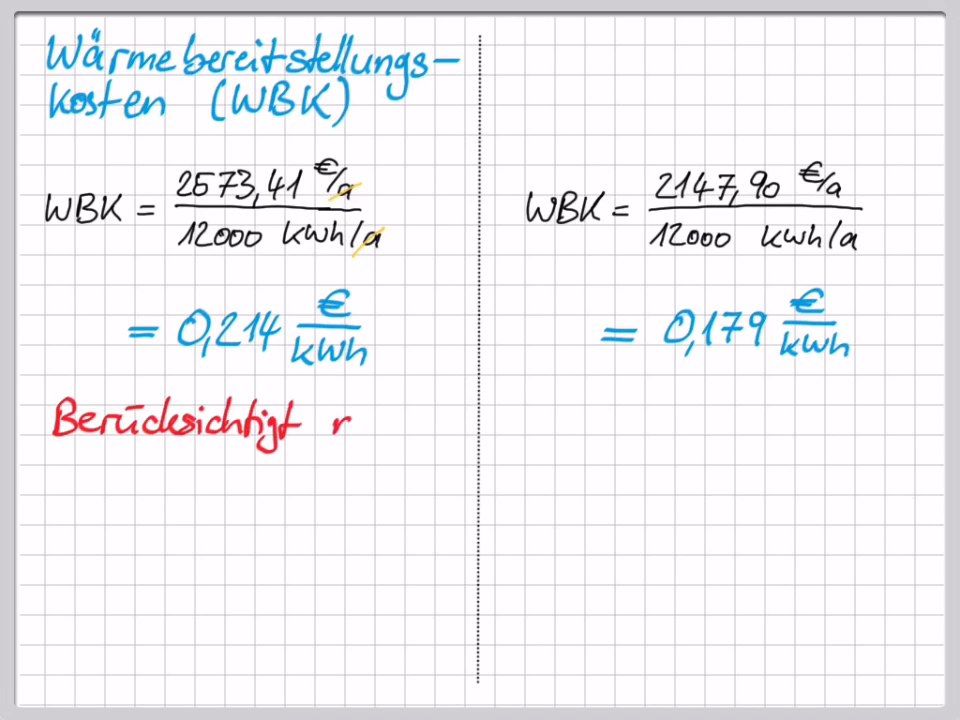 Wärmebereitstellungs-
kosten (WBK)
WBK = 2573,41 €/a
12000 kWh/a
= 0,214 €
kWh
Berücksichtigt r
WBK = 2147,90 €/a
12000 kWh/a
= 0,179 €
kWh